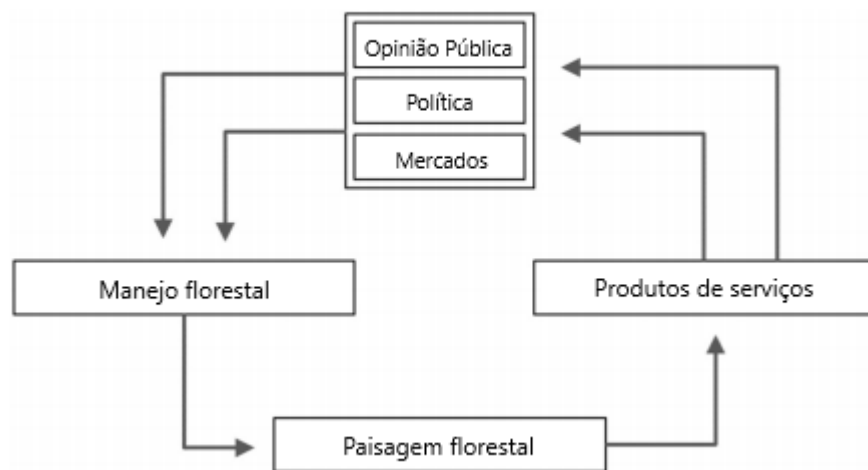 Opinião Pública
Política
Mercados
Manejo florestal
Produtos de serviços
Paisagem florestal